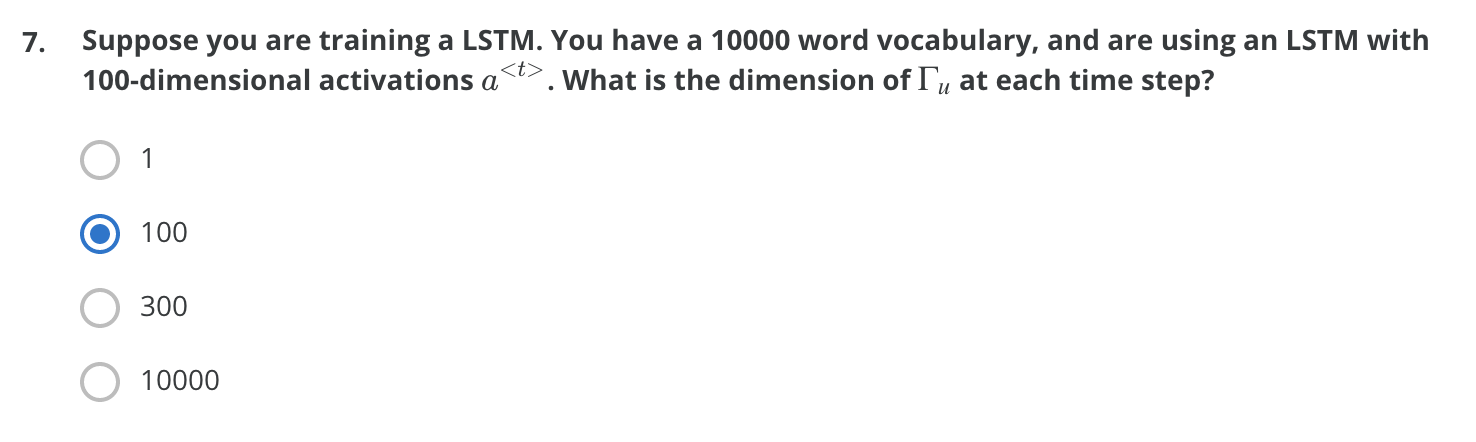 7. Suppose you are training a LSTM. You have a 10000 word vocabulary, and are using an LSTM with
100-dimensional activations a^{<t>}. What is the dimension of Γ_u at each time step?
1
100
300
10000